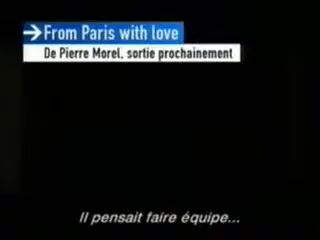 →From Paris with love
De Pierre Morel, sortie prochainement
Il pensait faire équipe...